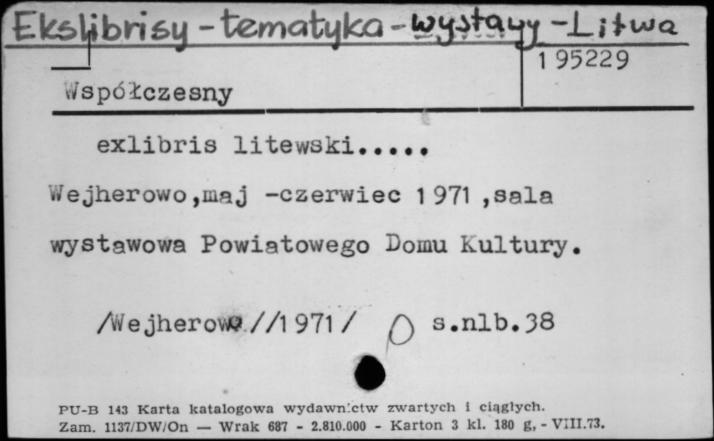 Ekslibrisy - tematyka - wystawy - Litwa
195229
Współczesny
exlibris litewski.....
Wejherowo,maj -czerwiec 1971,sala
wystawowa Powiatowego Domu Kultury.
/Wejherowo//1971/ s.nlb.38
PU-B 143 Karta katalogowa wydawnictw zwartych i ciągłych.
Zam. 1137/DW/On — Wrak 687 - 2.810.000 - Karton 3 kl. 180 g, - VIII.73.